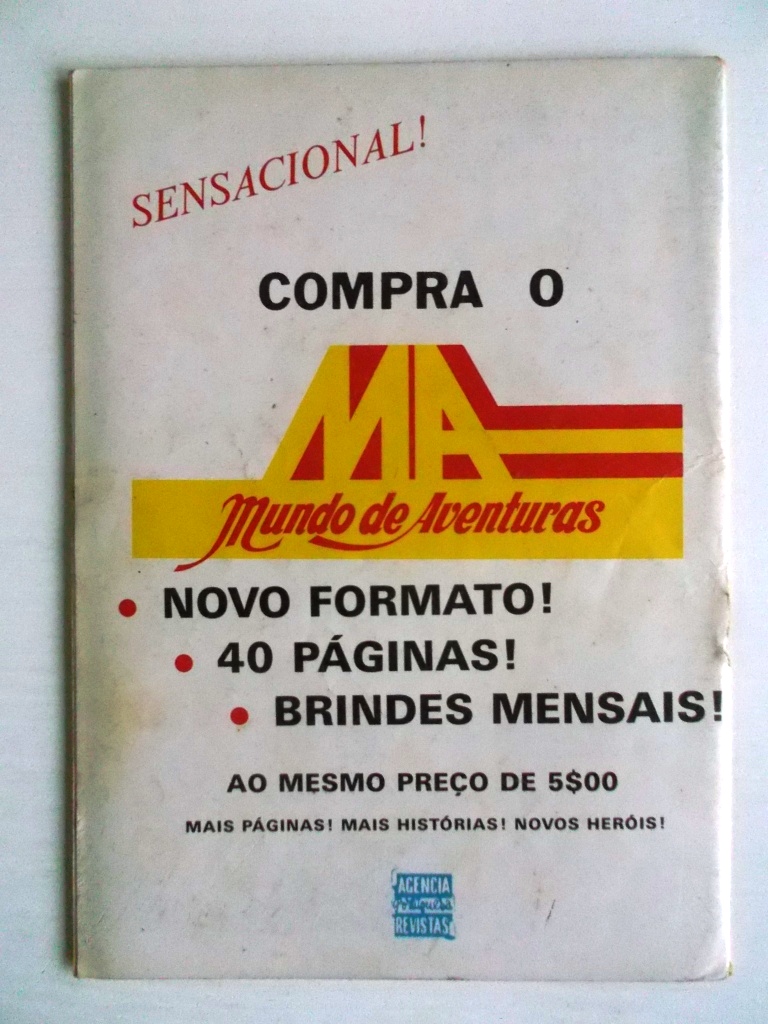 SENSACIONAL!
COMPRA O
MA
Mundo de Aventuras
• NOVO FORMATO!
• 40 PÁGINAS!
• BRINDES MENSAIS!
AO MESMO PREÇO DE 5$00
MAIS PÁGINAS! MAIS HISTÓRIAS! NOVOS HERÓIS!
AGENCIA
Portuguesa
REVISTAS